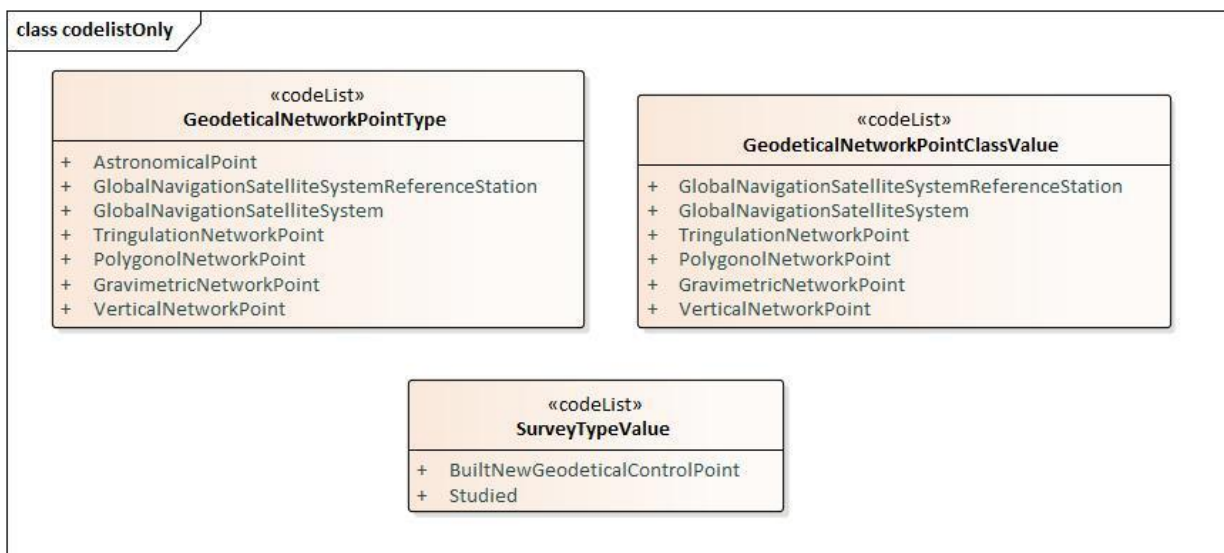 class codelistOnly
«codeList»
GeodeticalNetworkPointType
+ AstronomicalPoint
+ GlobalNavigationSatelliteSystemReferenceStation
+ GlobalNavigationSatelliteSystem
+ TringulationNetworkPoint
+ PolygonolNetworkPoint
+ GravimetricNetworkPoint
+ VerticalNetworkPoint
«codeList»
GeodeticalNetworkPointClassValue
+ GlobalNavigationSatelliteSystemReferenceStation
+ GlobalNavigationSatelliteSystem
+ TringulationNetworkPoint
+ PolygonolNetworkPoint
+ GravimetricNetworkPoint
+ VerticalNetworkPoint
«codeList»
SurveyTypeValue
+ BuiltNewGeodeticalControlPoint
+ Studied